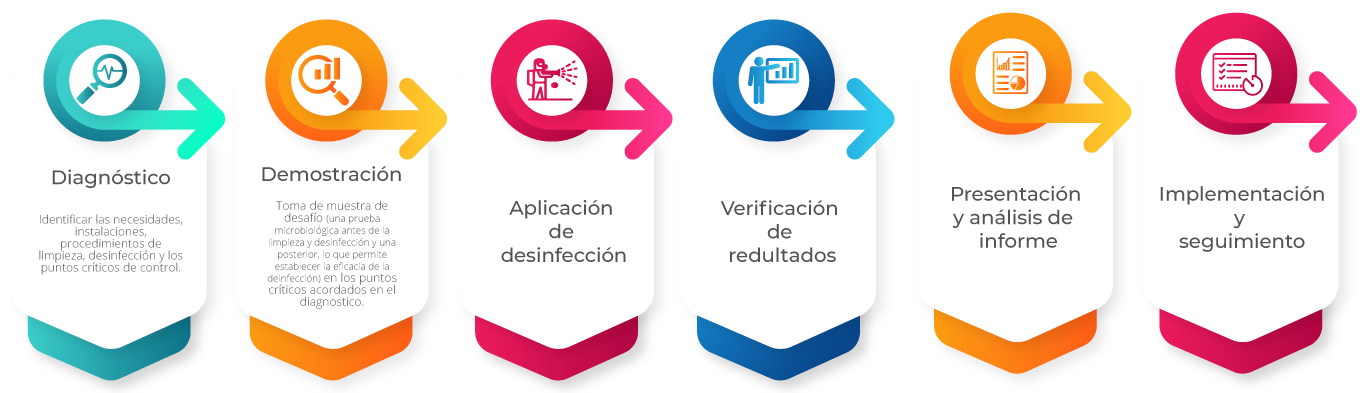 Diagnóstico
Identificar las necesidades,
instalaciones,
procedimientos de
limpieza, desinfección y los
puntos críticos de control.
Demostración
Toma de muestra de
desafío (una prueba
microbiológica antes de la
limpieza y desinfección y una
posterior, lo que permite
establecer la eficacia de la
deinfección) en los puntos
críticos acordados en el
diagnostico.
Aplicación
de
desinfección
Verificación
de
redultados
Presentación
y análisis de
informe
Implementación
y
seguimiento